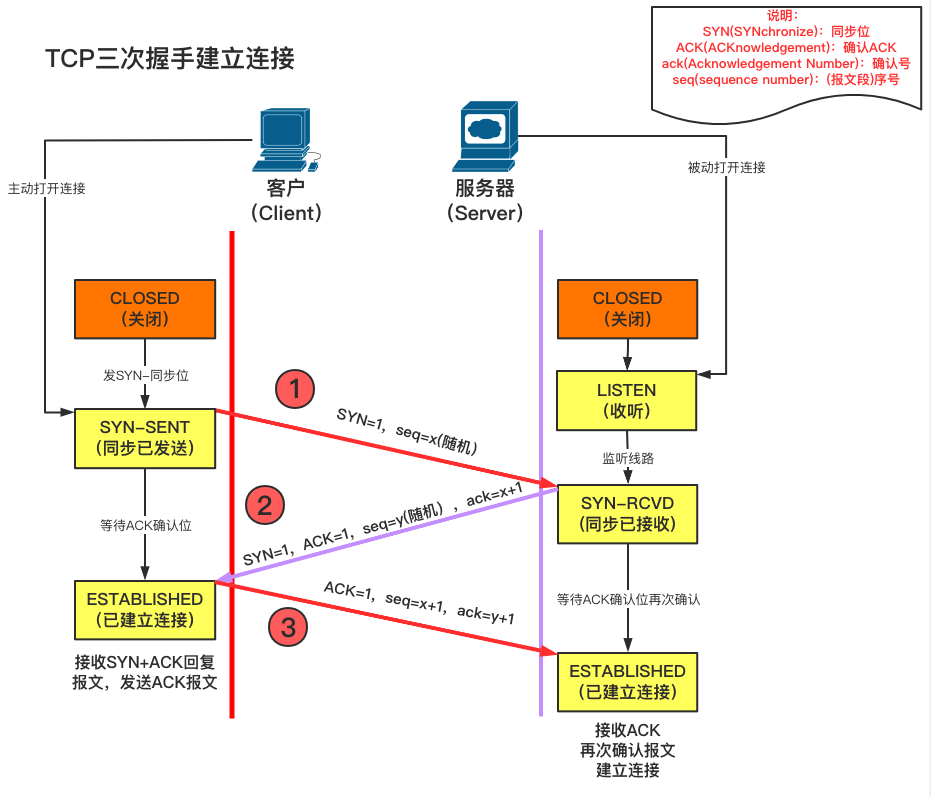 说明：
SYN(SYNchronize)：同步位
ACK(ACKnowledgement)：确认ACK
ack(Acknowledgement Number)：确认号
seq(sequence number)：(报文段)序号
TCP三次握手建立连接
主动打开连接
被动打开连接
客户
（Client）
服务器
（Server）
CLOSED
（关闭）
CLOSED
（关闭）
发SYN-同步位
LISTEN
（收听）
1
SYN=1，seq=x(随机）
SYN-SENT
（同步已发送）
监听线路
2
SYN=1，ACK=1，seq=y(随机），ack=x+1
SYN-RCVD
（同步已接收）
等待ACK确认位
ESTABLISHED
（已建立连接）
ACK=1，seq=x+1，ack=y+1
3
等待ACK确认位再次确认
接收SYN+ACK回复
报文，发送ACK报文
ESTABLISHED
（已建立连接）
接收ACK
再次确认报文
建立连接